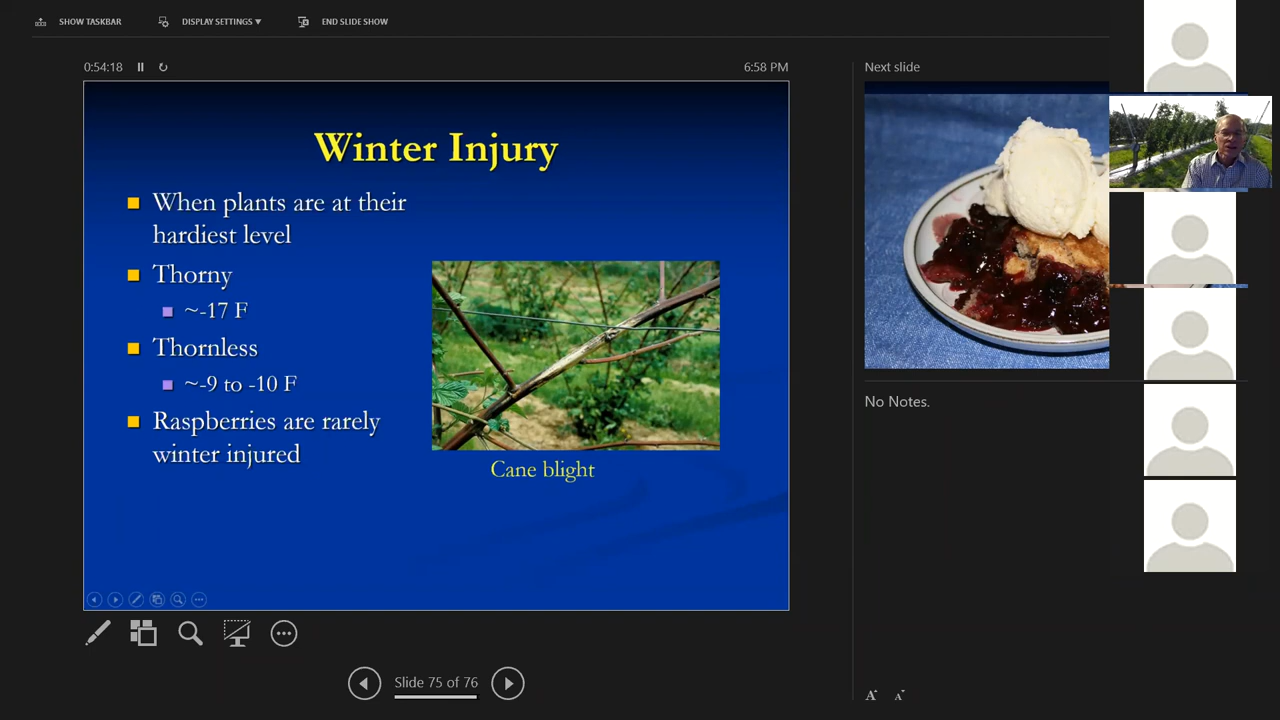 SHOW TASKBAR
DISPLAY SETTINGS ▼
END SLIDE SHOW
0:54:18
6:58 PM
Next slide
Winter Injury
When plants are at their
hardiest level
Thorny
~-17 F
Thornless
~-9 to -10 F
Raspberries are rarely
winter injured
Cane blight
No Notes.
Slide 75 of 76
A A